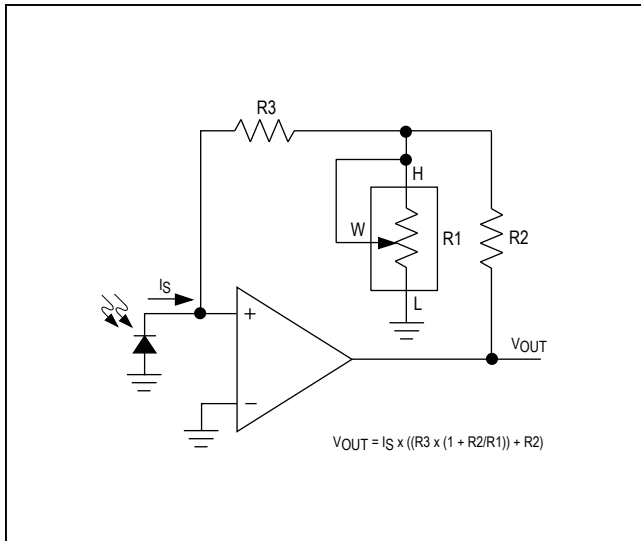 R3
H
W
R1
R2
L
IS
+
−
VOUT
VOUT = IS x ((R3 x (1 + R2/R1)) + R2)